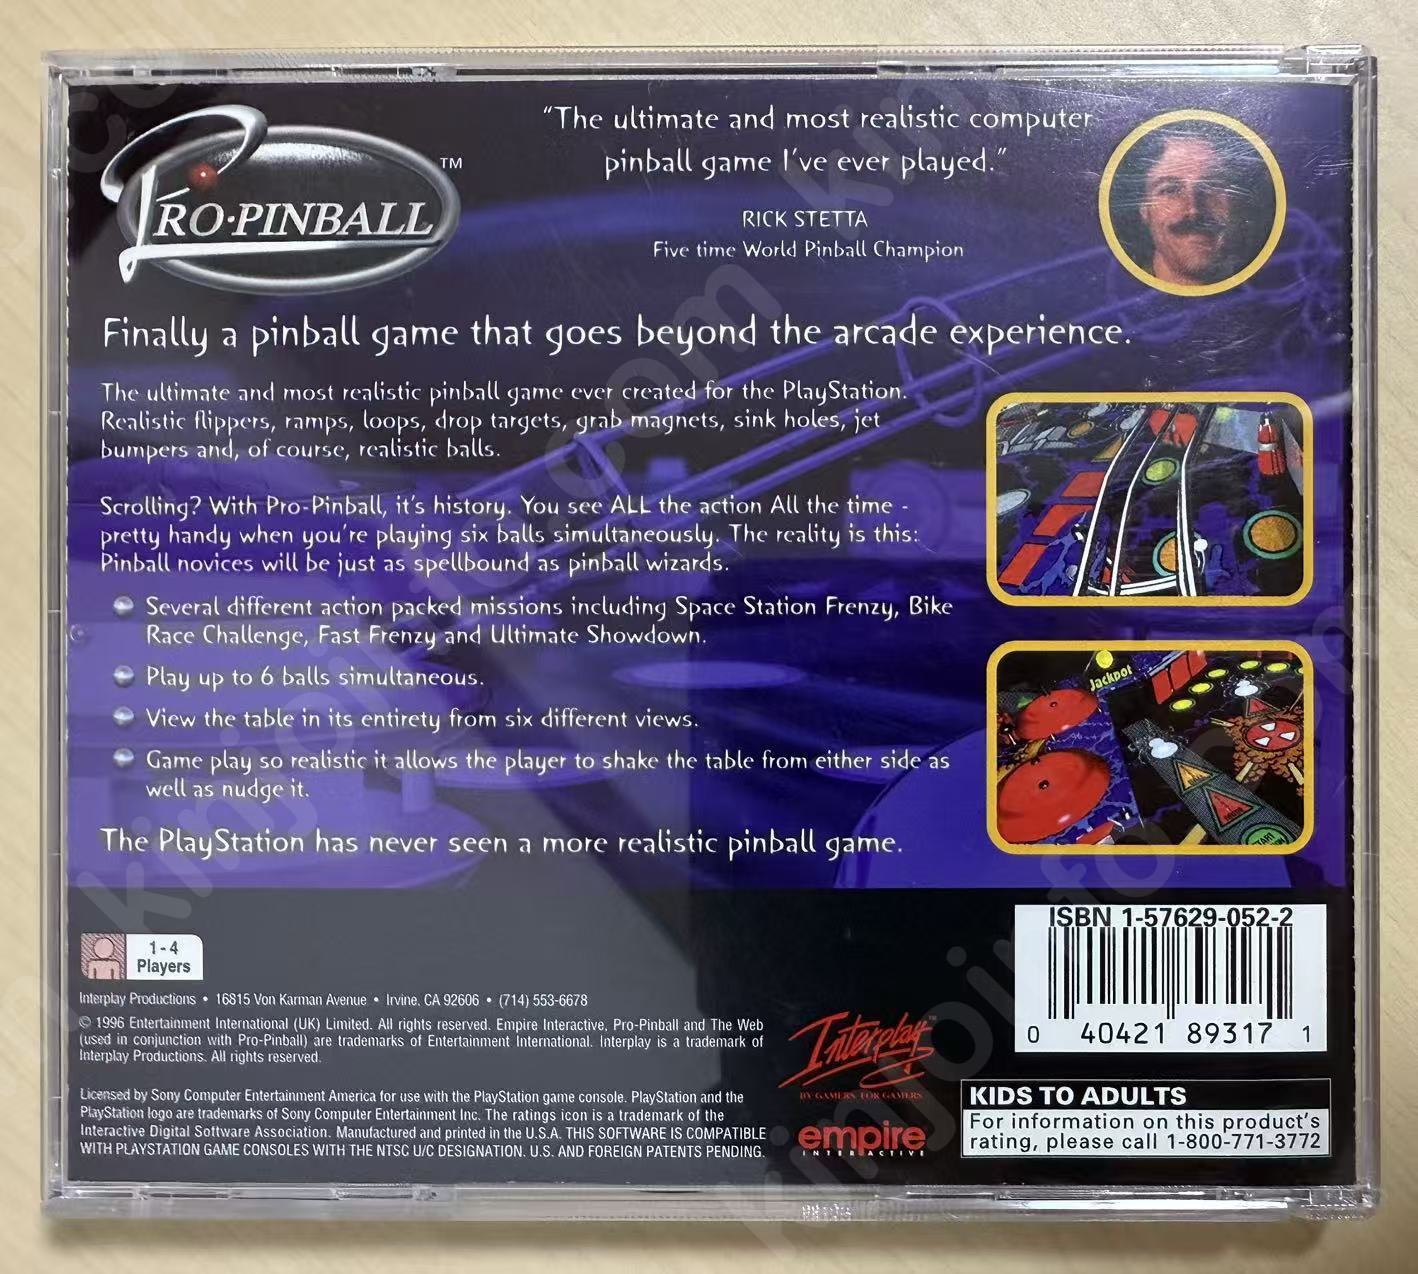 PRO·PINBALL™
"The ultimate and most realistic computer
pinball game I've ever played."
RICK STETTA
Five time World Pinball Champion
Finally a pinball game that goes beyond the arcade experience.
The ultimate and most realistic pinball game ever created for the PlayStation.
Realistic flippers, ramps, loops, drop targets, grab magnets, sink holes, jet
bumpers and, of course, realistic balls.
Scrolling? With Pro-Pinball, it's history. You see ALL the action All the time -
pretty handy when you're playing six balls simultaneously. The reality is this:
Pinball novices will be just as spellbound as pinball wizards.
Several different action packed missions including Space Station Frenzy, Bike
Race Challenge, Fast Frenzy and Ultimate Showdown.
Play up to 6 balls simultaneous.
View the table in its entirety from six different views.
Game play so realistic it allows the player to shake the table from either side as
well as nudge it.
The PlayStation has never seen a more realistic pinball game.
Jackpot
START
1-4
Players
Interplay Productions • 16815 Von Karman Avenue • Irvine, CA 92606 • (714) 553-6678
© 1996 Entertainment International (UK) Limited. All rights reserved. Empire Interactive, Pro-Pinball and The Web
(used in conjunction with Pro-Pinball) are trademarks of Entertainment International. Interplay is a trademark of
Interplay Productions. All rights reserved.
Licensed by Sony Computer Entertainment America for use with the PlayStation game console. PlayStation and the
PlayStation logo are trademarks of Sony Computer Entertainment Inc. The ratings icon is a trademark of the
Interactive Digital Software Association. Manufactured and printed in the U.S.A. THIS SOFTWARE IS COMPATIBLE
WITH PLAYSTATION GAME CONSOLES WITH THE NTSC U/C DESIGNATION. U.S. AND FOREIGN PATENTS PENDING.
Interplay™
BY GAMERS. FOR GAMERS.
empire
INTERACTIVE
ISBN 1-57629-052-2
0 40421 89317 1
KIDS TO ADULTS
For information on this product's
rating, please call 1-800-771-3772